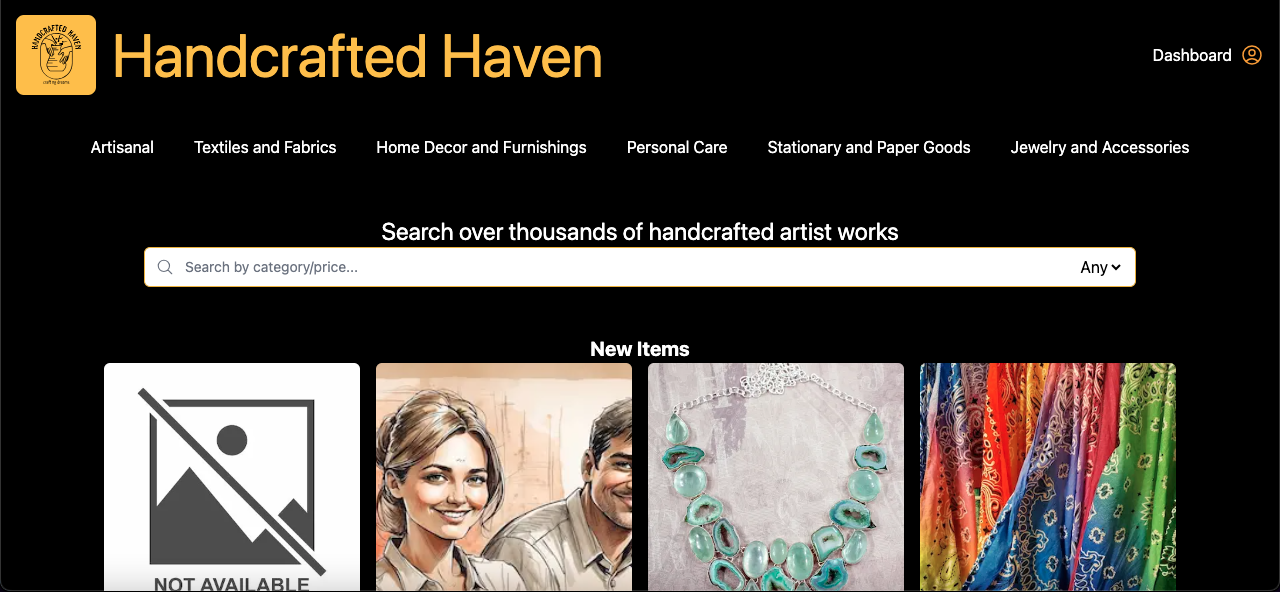 HANDCRAFTED HAVEN
crafting dreams
Handcrafted Haven
Dashboard
Artisanal Textiles and Fabrics Home Decor and Furnishings Personal Care Stationary and Paper Goods Jewelry and Accessories
Search over thousands of handcrafted artist works
Search by category/price... Any
New Items
NOT AVAILABLE